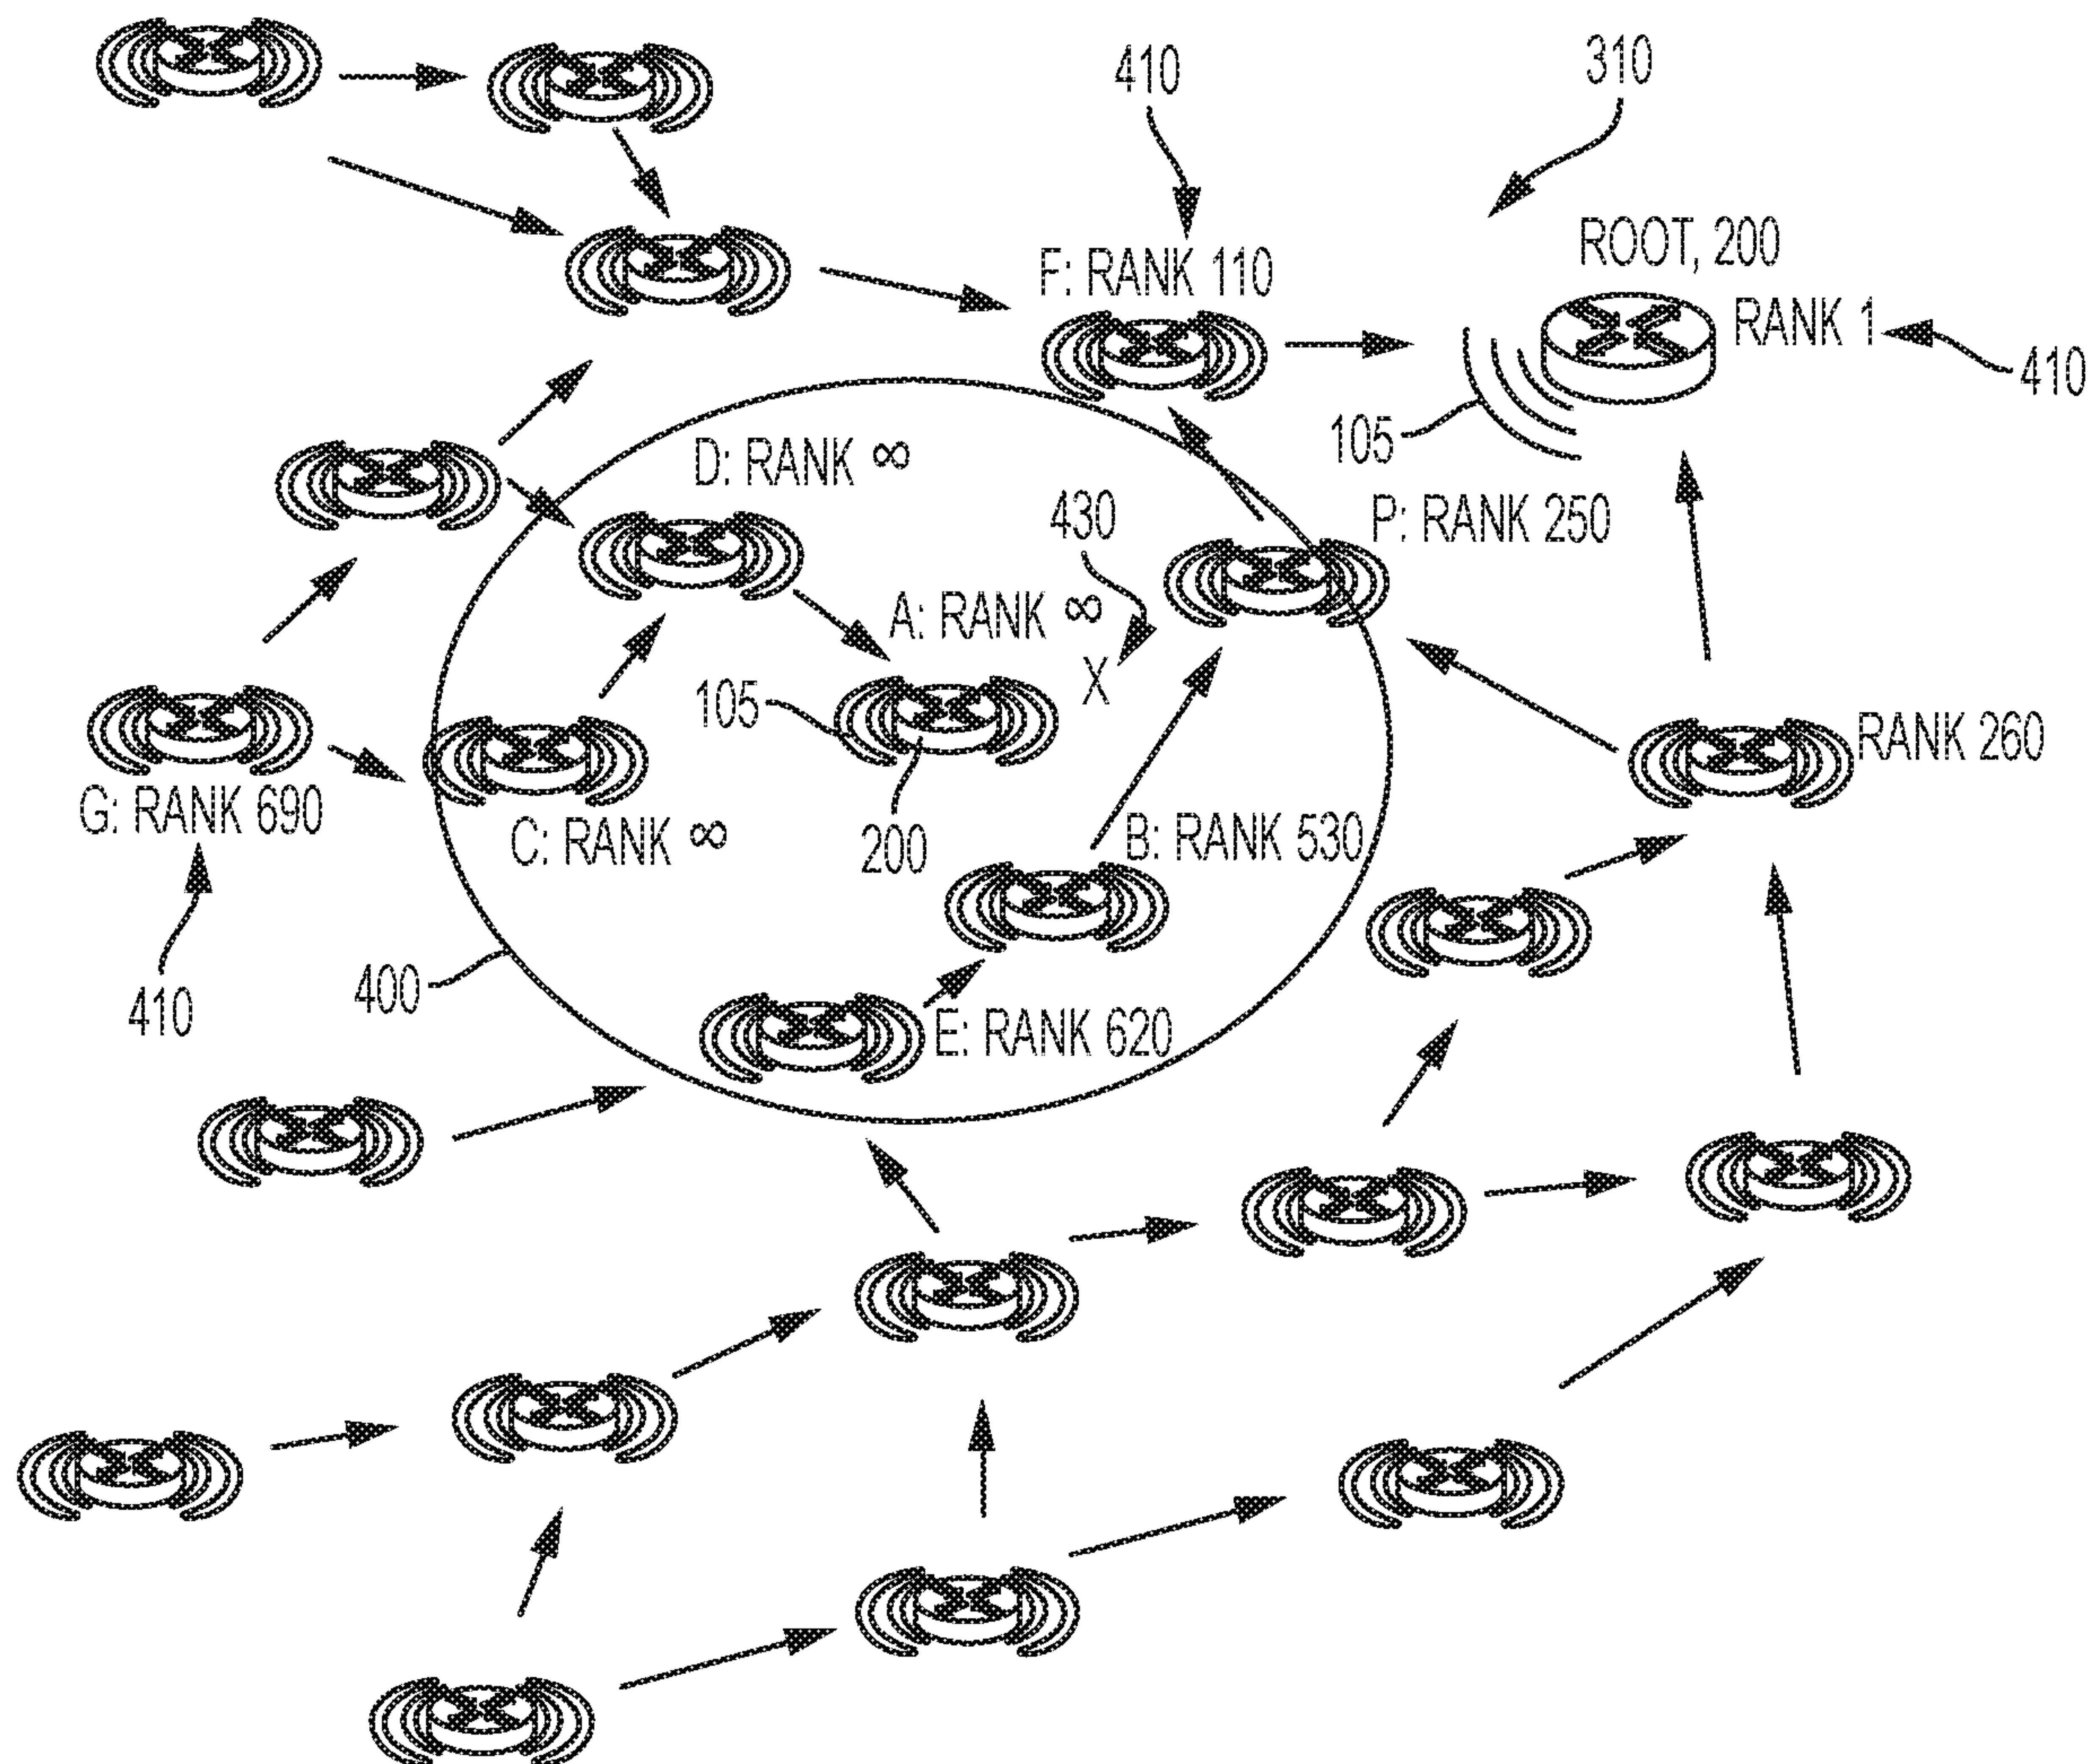 410
310
ROOT, 200
F: RANK 110
RANK 1
410
105
D: RANK ∞
430
P: RANK 250
A: RANK ∞
X
105
RANK 260
G: RANK 690
C: RANK ∞
200
B: RANK 530
400
410
E: RANK 620